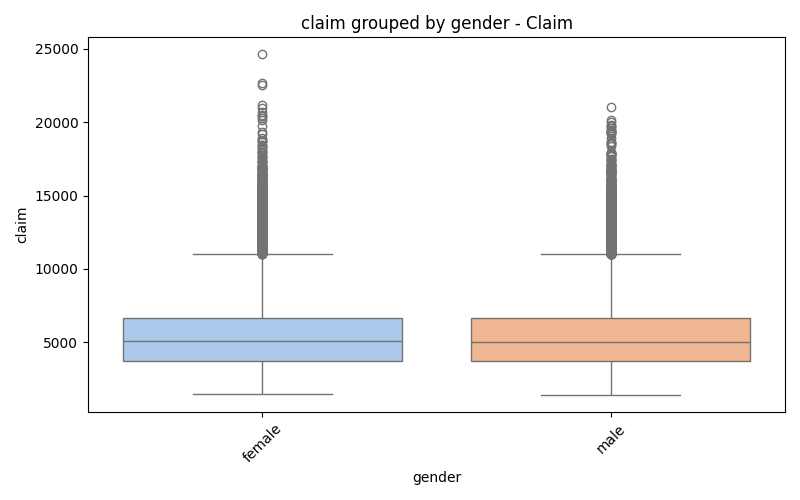 claim grouped by gender - Claim
25000
20000
15000
10000
5000
claim
female
male
gender